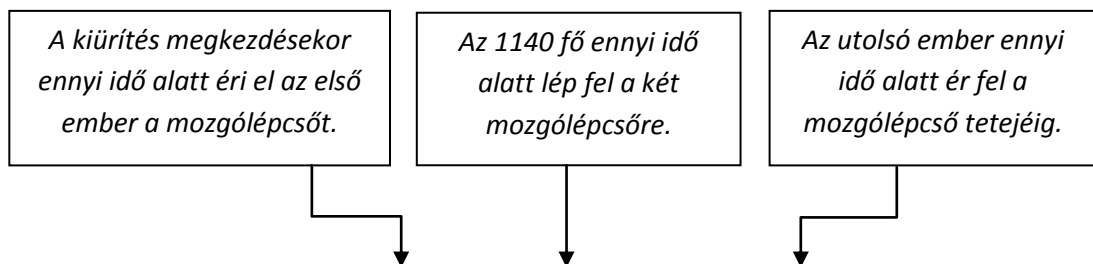 A kiürítés megkezdésekor
ennyi idő alatt éri el az első
ember a mozgólépcsőt.
Az 1140 fő ennyi idő
alatt lép fel a két
mozgólépcsőre.
Az utolsó ember ennyi
idő alatt ér fel a
mozgólépcső tetejéig.